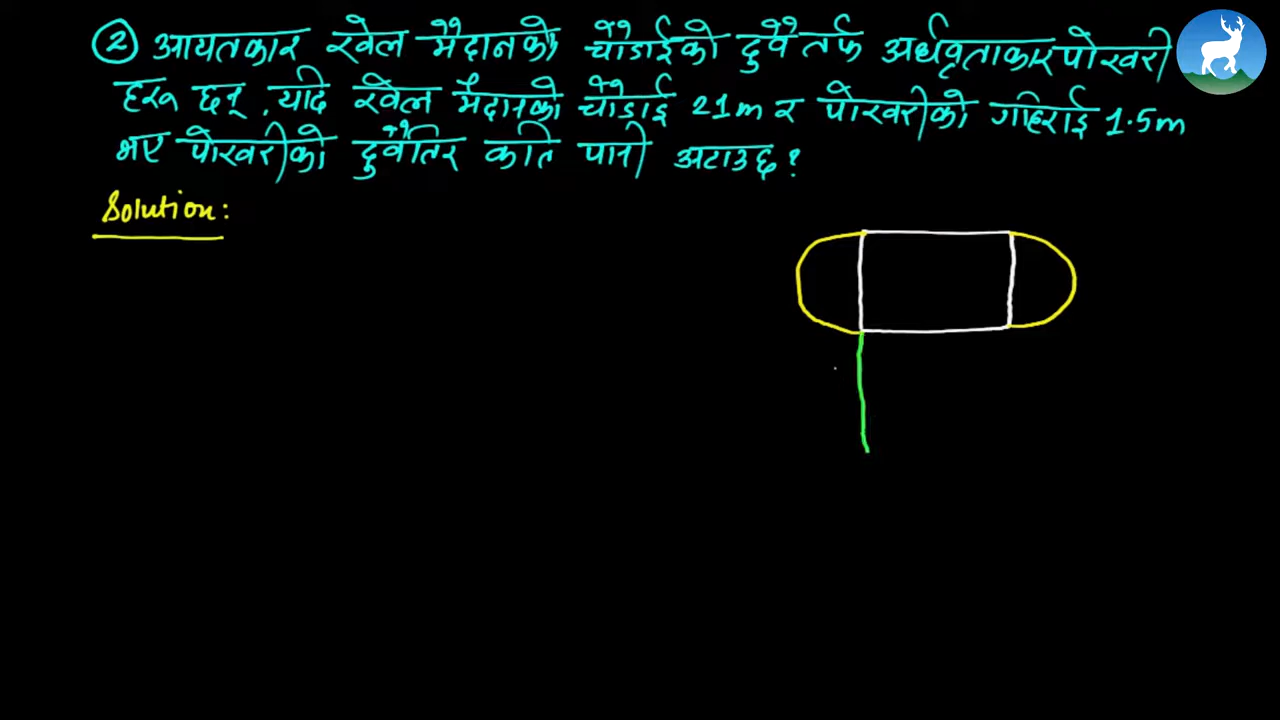 ② आयतकार खेल मैदानको चौडाईको दुवै तर्फ अर्धवृताकार पोखरी
हरू छन्. यदि खेल मैदानको चौडाई 21m र पोखरीको गहिराई 1.5m
भए पोखरीको दुवैतिर कति पानी अटाउछ?
Solution: